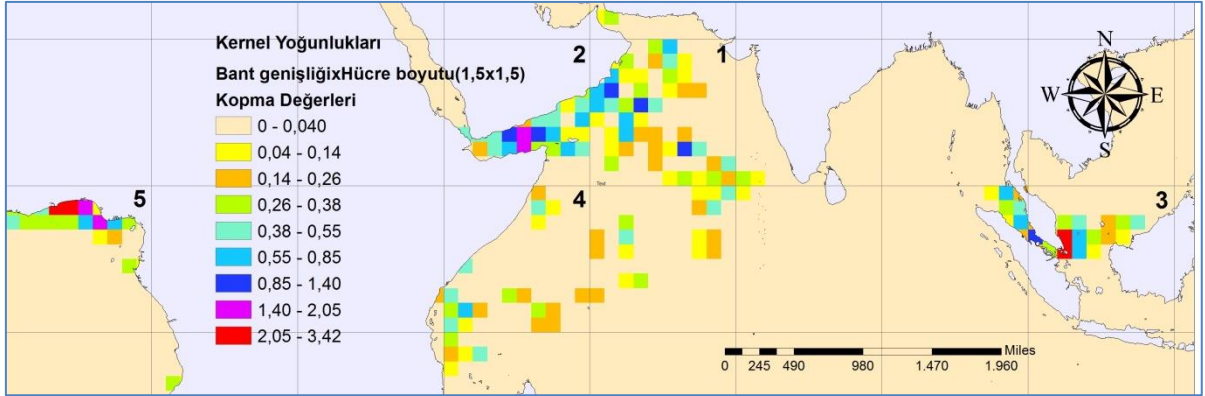 Kernel Yoğunlukları
Bant genişliğixHücre boyutu(1,5x1,5)
Kopma Değerleri
0 - 0,040
0,04 - 0,14
0,14 - 0,26
0,26 - 0,38
0,38 - 0,55
0,55 - 0,85
0,85 - 1,40
1,40 - 2,05
2,05 - 3,42
2
1
5
4
3
N
W E
S
Miles
0 245 490 980 1.470 1.960